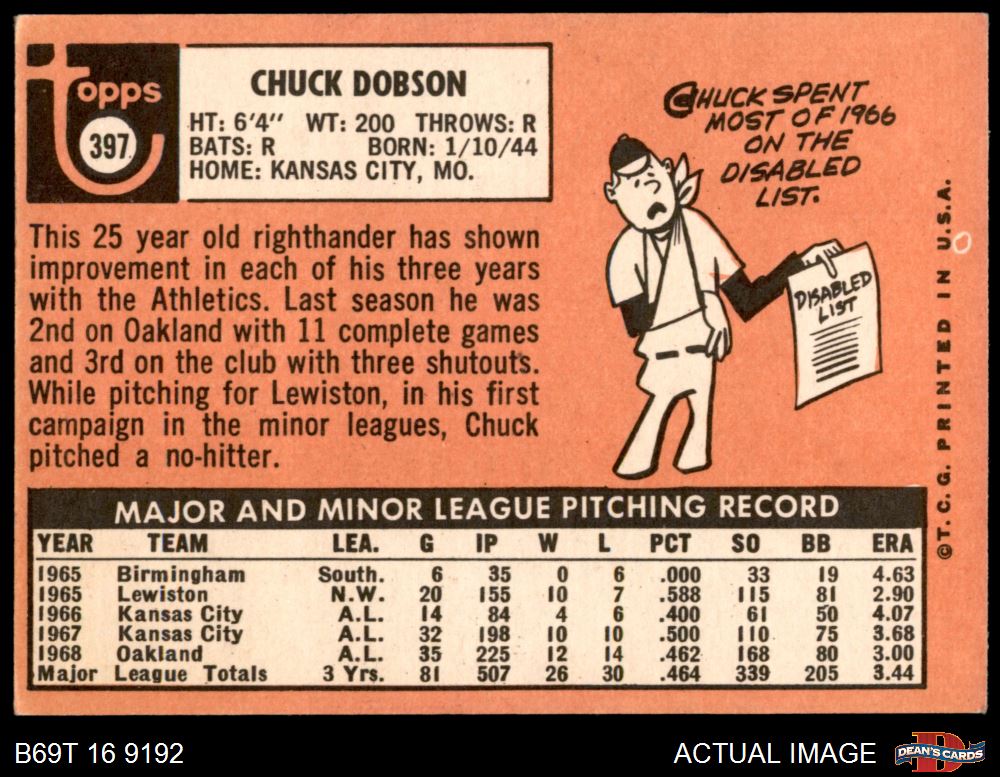 topps
397
CHUCK DOBSON
HT: 6'4" WT: 200 THROWS: R
BATS: R BORN: 1/10/44
HOME: KANSAS CITY, MO.
CHUCK SPENT
MOST OF 1966
ON THE
DISABLED
LIST.
DISABLED
LIST
This 25 year old righthander has shown
improvement in each of his three years
with the Athletics. Last season he was
2nd on Oakland with 11 complete games
and 3rd on the club with three shutouts.
While pitching for Lewiston, in his first
campaign in the minor leagues, Chuck
pitched a no-hitter.
©T. C. G. PRINTED IN U.S.A.
MAJOR AND MINOR LEAGUE PITCHING RECORD
YEAR TEAM LEA. G IP W L PCT SO BB ERA
1965 Birmingham South. 6 35 0 6 .000 33 19 4.63
1965 Lewiston N.W. 20 155 10 7 .588 115 81 2.90
1966 Kansas City A.L. 14 84 4 6 .400 61 50 4.07
1967 Kansas City A.L. 32 198 10 10 .500 110 75 3.68
1968 Oakland A.L. 35 225 12 14 .462 168 80 3.00
Major League Totals 3 Yrs. 81 507 26 30 .464 339 205 3.44
B69T 16 9192
ACTUAL IMAGE
D
DEAN'S CARDS